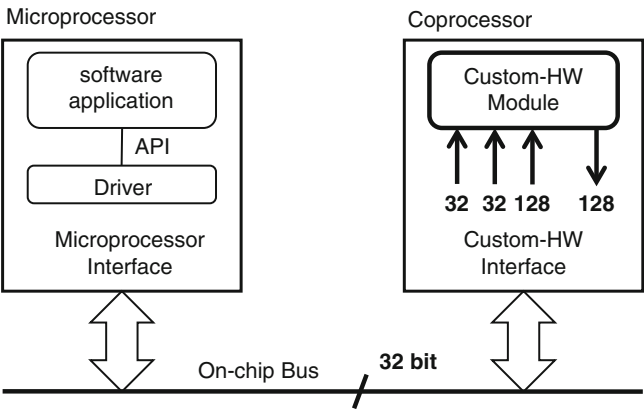 Microprocessor
software
application
API
Driver
Microprocessor
Interface
Coprocessor
Custom-HW
Module
32 32 128 128
Custom-HW
Interface
On-chip Bus
32 bit